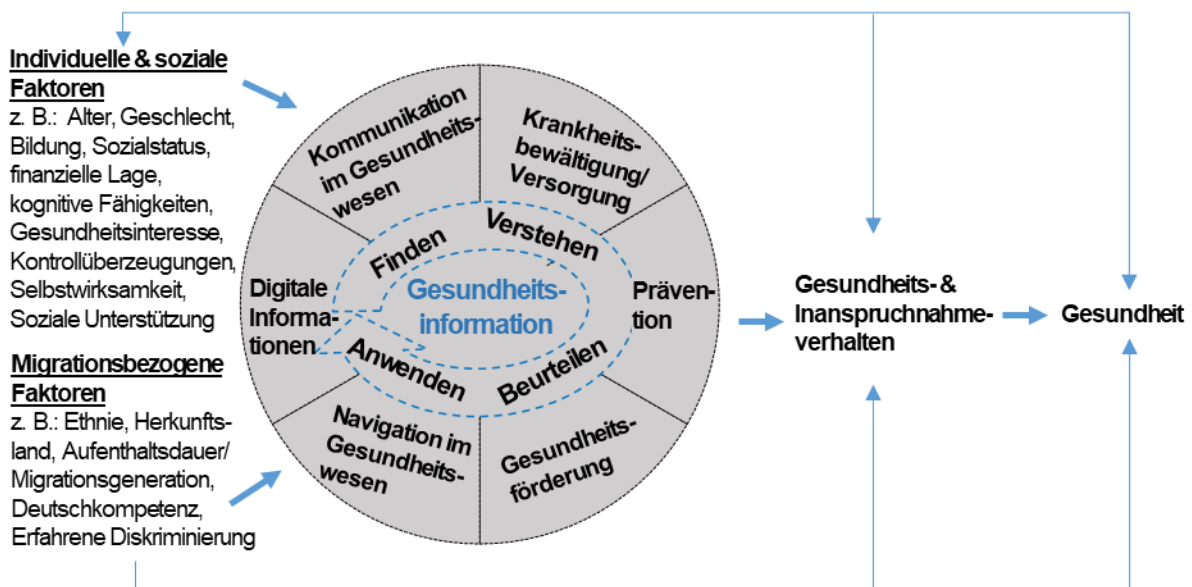 Individuelle & soziale
Faktoren
z. B.: Alter, Geschlecht,
Bildung, Sozialstatus,
finanzielle Lage,
kognitive Fähigkeiten,
Gesundheitsinteresse,
Kontrollüberzeugungen,
Selbstwirksamkeit,
Soziale Unterstützung
Migrationsbezogene
Faktoren
z. B.: Ethnie, Herkunfts-
land, Aufenthaltsdauer/
Migrationsgeneration,
Deutschkompetenz,
Erfahrene Diskriminierung
Kommunikation
im Gesundheits-
wesen
Krankheits-
bewältigung/
Versorgung
Digitale
Informa-
tionen
Präven-
tion
Navigation im
Gesundheits-
wesen
Gesundheits-
förderung
Finden
Verstehen
Anwenden
Beurteilen
Gesundheits-
information
Gesundheits- &
Inanspruchnahme-
verhalten
Gesundheit